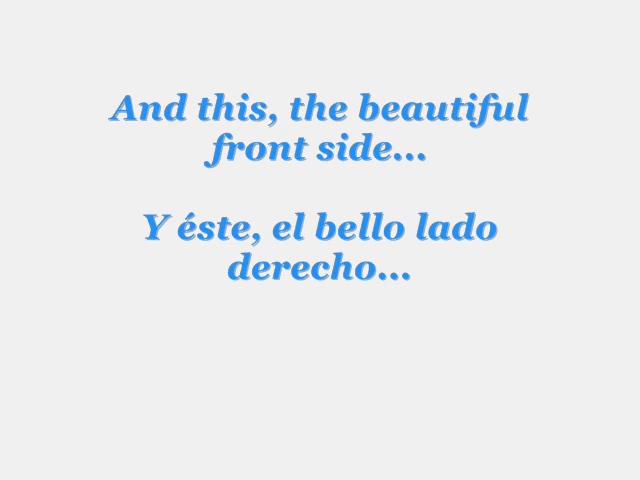 And this, the beautiful
front side...
Y éste, el bello lado
derecho...